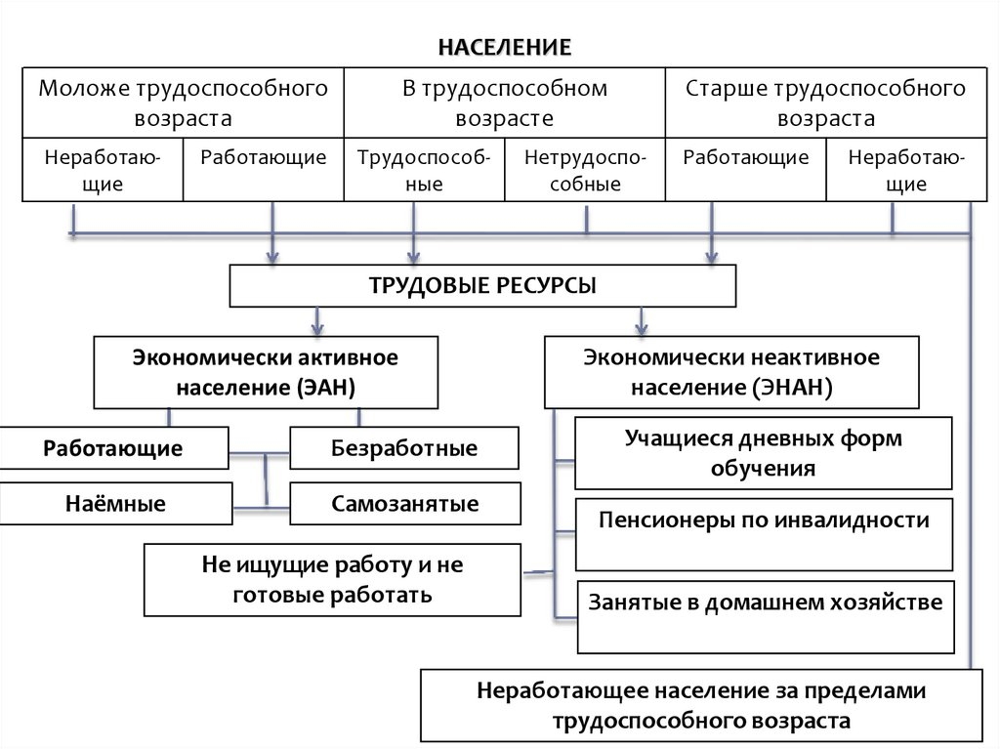 НАСЕЛЕНИЕ
Моложе трудоспособного
возраста
В трудоспособном
возрасте
Старше трудоспособного
возраста
Неработаю-
щие
Работающие
Трудоспособ-
ные
Нетрудоспо-
собные
Работающие
Неработаю-
щие
ТРУДОВЫЕ РЕСУРСЫ
Экономически активное
население (ЭАН)
Экономически неактивное
население (ЭНАН)
Работающие
Безработные
Учащиеся дневных форм
обучения
Наёмные
Самозанятые
Пенсионеры по инвалидности
Не ищущие работу и не
готовые работать
Занятые в домашнем хозяйстве
Неработающее население за пределами
трудоспособного возраста